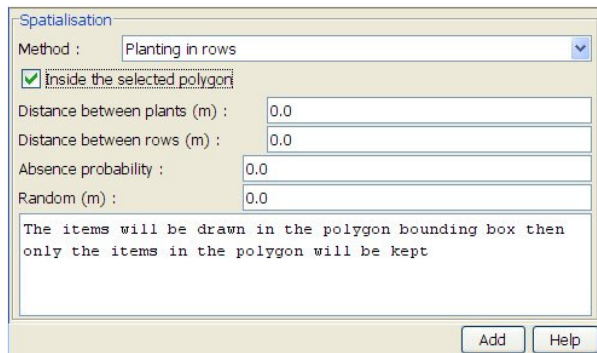 Spatialisation
Method : Planting in rows
Inside the selected polygon
Distance between plants (m) : 0.0
Distance between rows (m) : 0.0
Absence probability : 0.0
Random (m) : 0.0
The items will be drawn in the polygon bounding box then
only the items in the polygon will be kept
Add Help